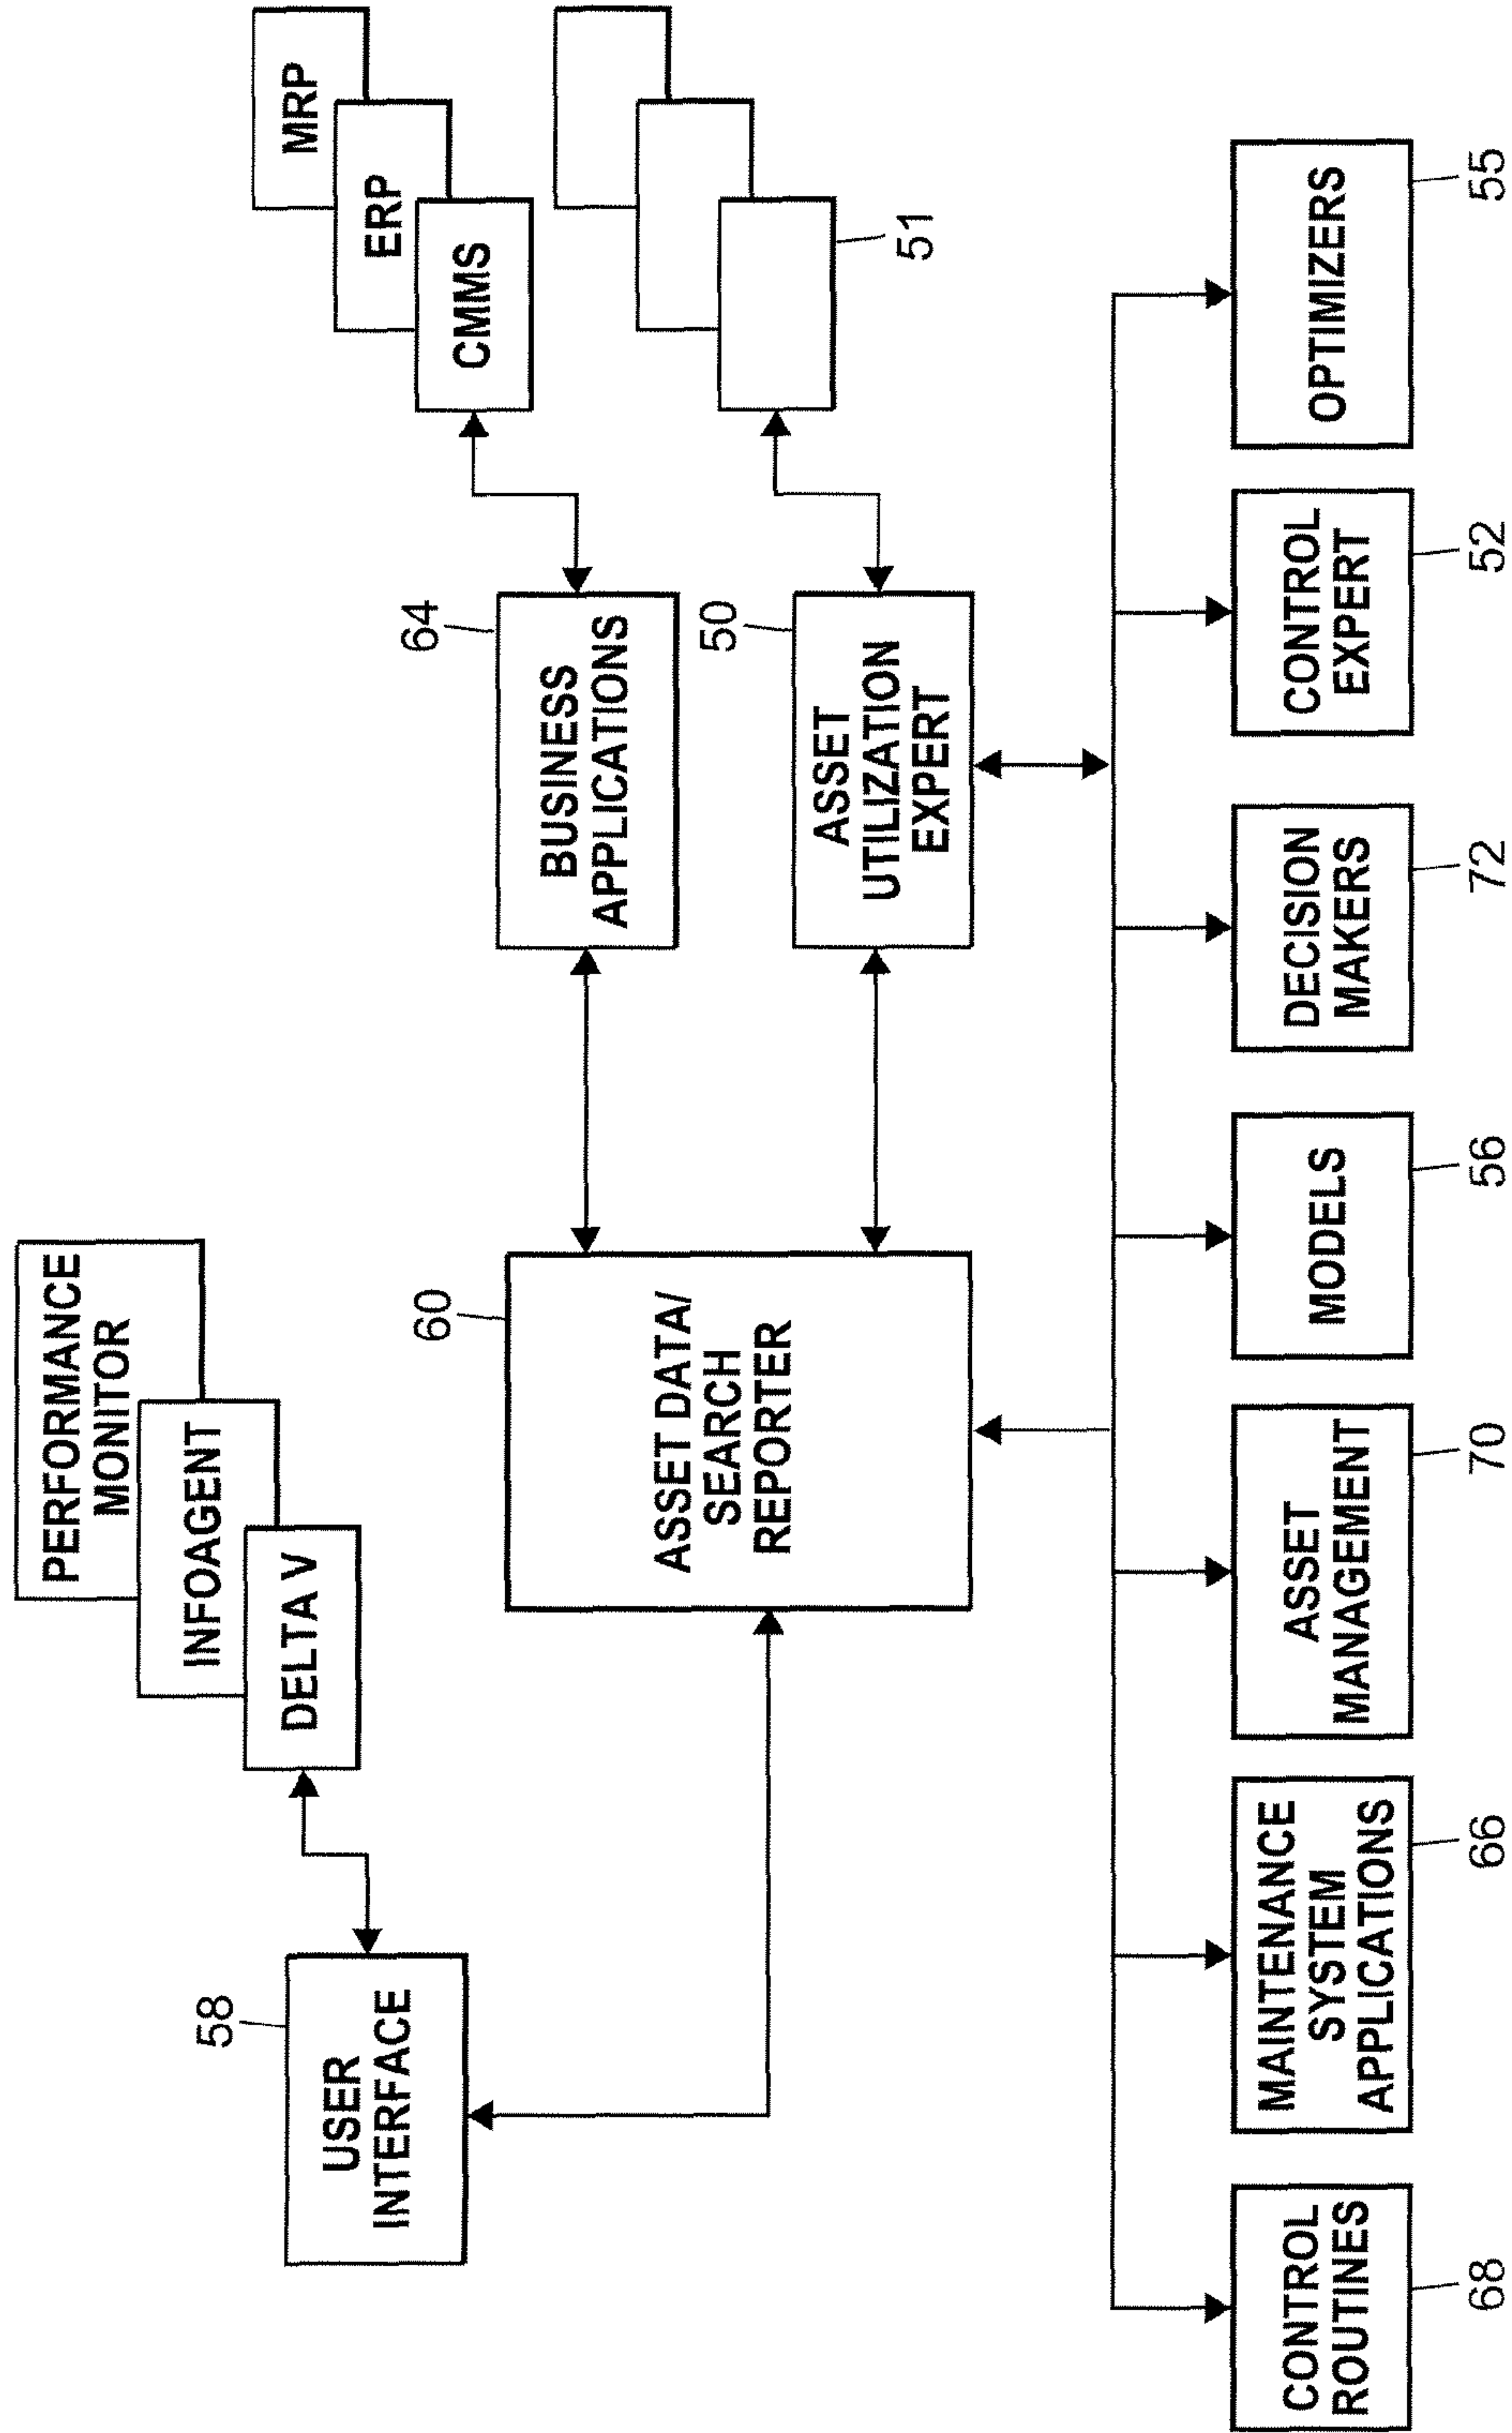 PERFORMANCE
MONITOR
INFOAGENT
DELTA V
58
USER
INTERFACE
MRP
ERP
CMMS
64
BUSINESS
APPLICATIONS
60
ASSET DATA/
SEARCH
REPORTER
50
ASSET
UTILIZATION
EXPERT
51
CONTROL
ROUTINES
68
MAINTENANCE
SYSTEM
APPLICATIONS
66
ASSET
MANAGEMENT
70
MODELS
56
DECISION
MAKERS
72
CONTROL
EXPERT
52
OPTIMIZERS
55